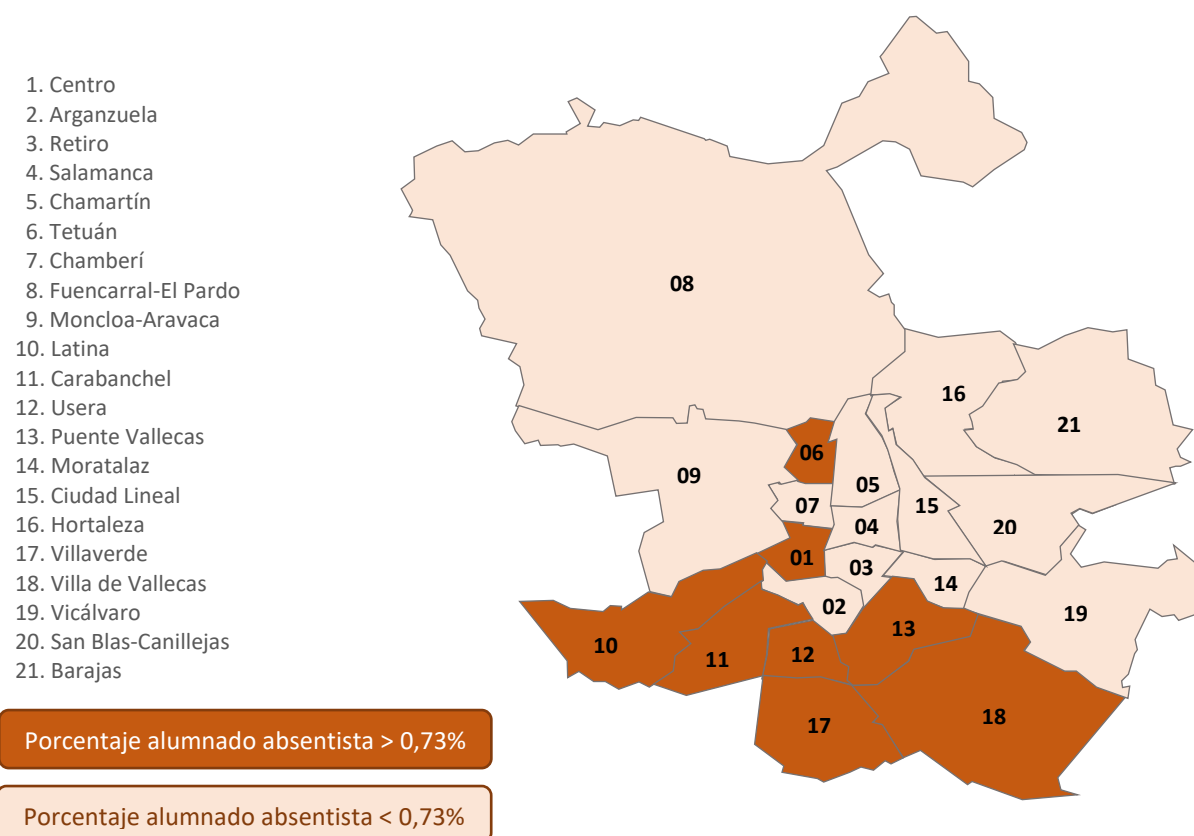 1. Centro
2. Arganzuela
3. Retiro
4. Salamanca
5. Chamartín
6. Tetuán
7. Chamberí
8. Fuencarral-El Pardo
9. Moncloa-Aravaca
10. Latina
11. Carabanchel
12. Usera
13. Puente Vallecas
14. Moratalaz
15. Ciudad Lineal
16. Hortaleza
17. Villaverde
18. Villa de Vallecas
19. Vicálvaro
20. San Blas-Canillejas
21. Barajas
Porcentaje alumnado absentista > 0,73%
Porcentaje alumnado absentista < 0,73%
08
16
21
06
09
05
07
15
04
20
01
03
14
02
19
13
10
12
11
18
17